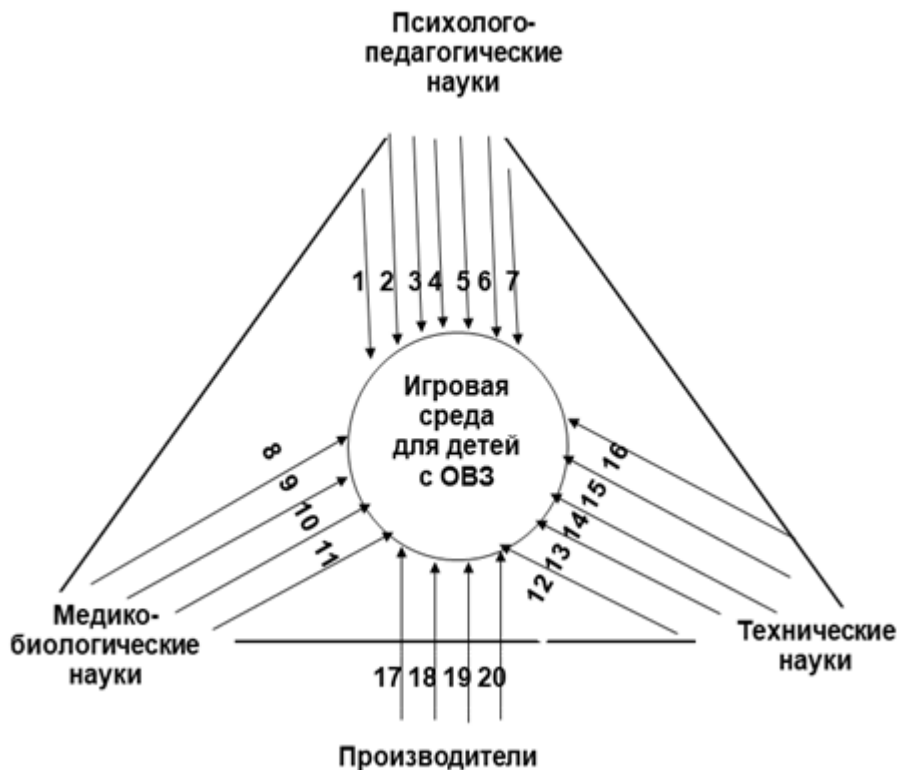 Психолого-
педагогические
науки
1 2 3 4 5 6 7
Игровая
среда
для детей
с ОВЗ
8
9
10
11
16
15
14
13
12
Медико-
биологические
науки
Технические
науки
17 18 19 20
Производители